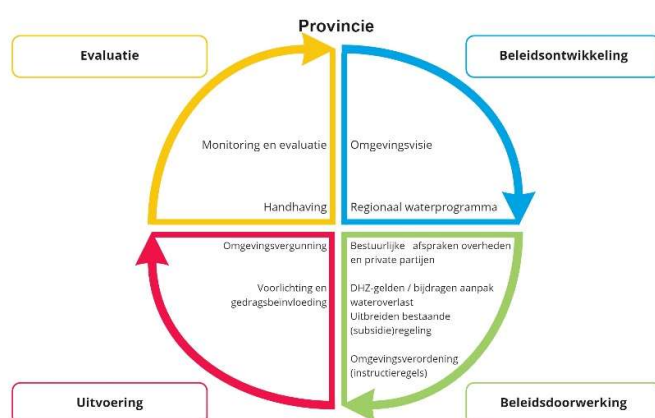 Provincie
Evaluatie
Beleidsontwikkeling
Monitoring en evaluatie
Omgevingsvisie
Handhaving
Regionaal waterprogramma
Omgevingsvergunning
Voorlichting en
gedragsbeïnvloeding
Bestuurlijke afspraken overheden
en private partijen
DHZ-gelden / bijdragen aanpak
wateroverlast
Uitbreiden bestaande
(subsidie)regeling
Omgevingsverordening
(instructieregels)
Uitvoering
Beleidsdoorwerking